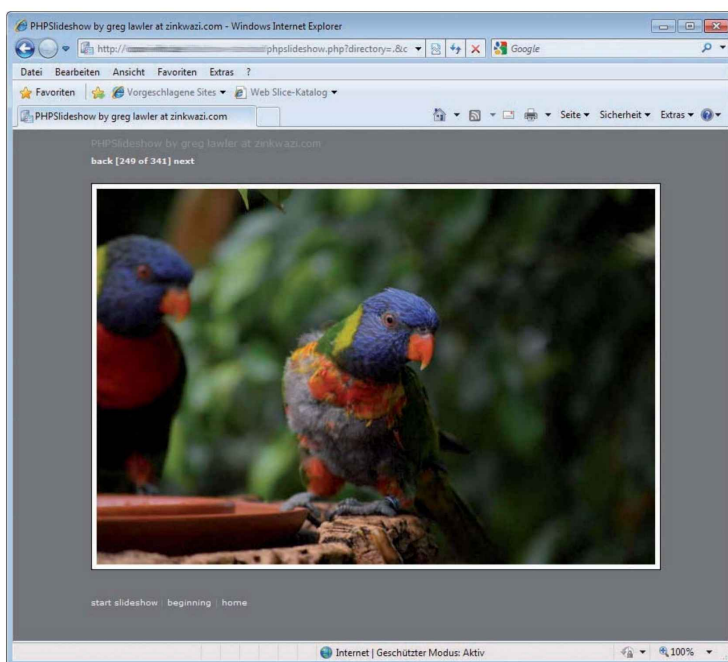 PHPSlideshow by greg lawler at zinkwazi.com - Windows Internet Explorer
http:// phpslideshow.php?directory=.&c
Google
Datei Bearbeiten Ansicht Favoriten Extras ?
Favoriten Vorgeschlagene Sites Web Slice-Katalog
PHPSlideshow by greg lawler at zinkwazi.com
Seite Sicherheit Extras
PHPSlideshow by greg lawler at zinkwazi.com
back [249 of 341] next
start slideshow | beginning | home
Internet | Geschützter Modus: Aktiv
100%